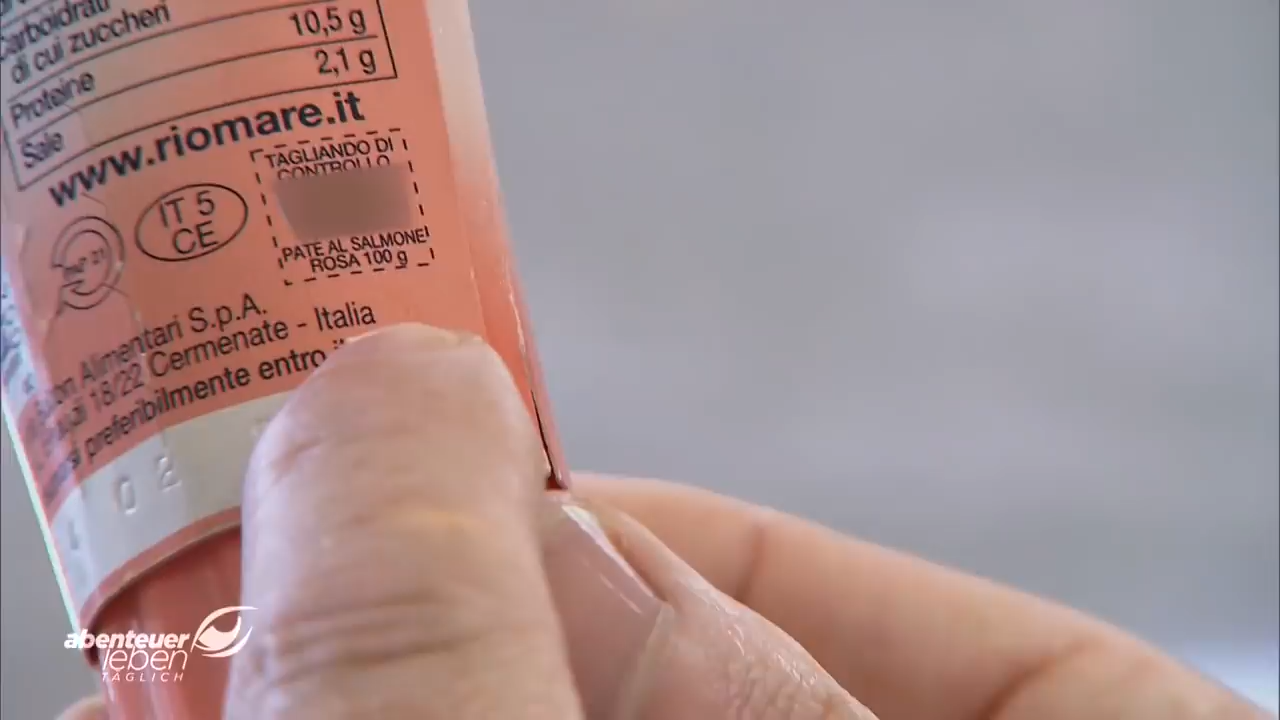 Carboidrati
di cui zuccheri 10,5 g
Proteine 2,1 g
Sale
www.riomare.it
TAGLIANDO DI
CONTROLLO
IT 5
CE
PATE AL SALMONE
ROSA 100 g
Alimentari S.p.A.
18/22 Cermenate - Italia
preferibilmente entro
0 2
abenteuer
leben
TÄGLICH